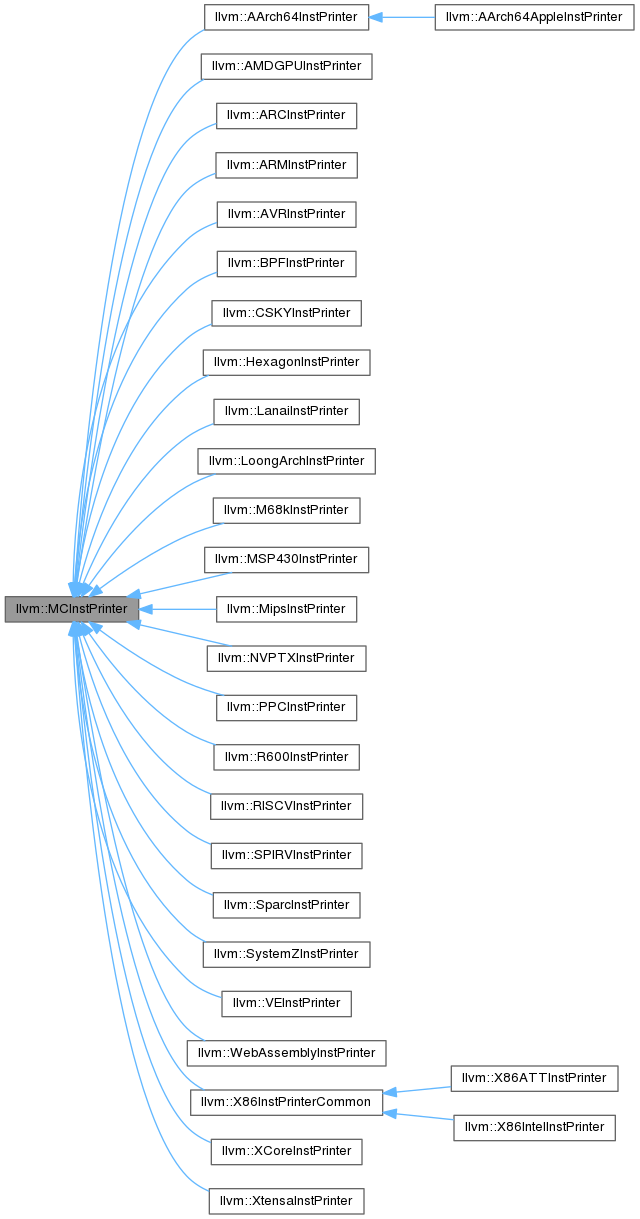 llvm::AArch64InstPrinter
llvm::AArch64AppleInstPrinter
llvm::AMDGPUInstPrinter
llvm::ARCInstPrinter
llvm::ARMInstPrinter
llvm::AVRInstPrinter
llvm::BPFInstPrinter
llvm::CSKYInstPrinter
llvm::HexagonInstPrinter
llvm::LanaiInstPrinter
llvm::LoongArchInstPrinter
llvm::M68kInstPrinter
llvm::MSP430InstPrinter
llvm::MCInstPrinter
llvm::MipsInstPrinter
llvm::NVPTXInstPrinter
llvm::PPCInstPrinter
llvm::R600InstPrinter
llvm::RISCVInstPrinter
llvm::SPIRVInstPrinter
llvm::SparcInstPrinter
llvm::SystemZInstPrinter
llvm::VEInstPrinter
llvm::WebAssemblyInstPrinter
llvm::X86InstPrinterCommon
llvm::X86ATTInstPrinter
llvm::X86IntelInstPrinter
llvm::XCoreInstPrinter
llvm::XtensaInstPrinter